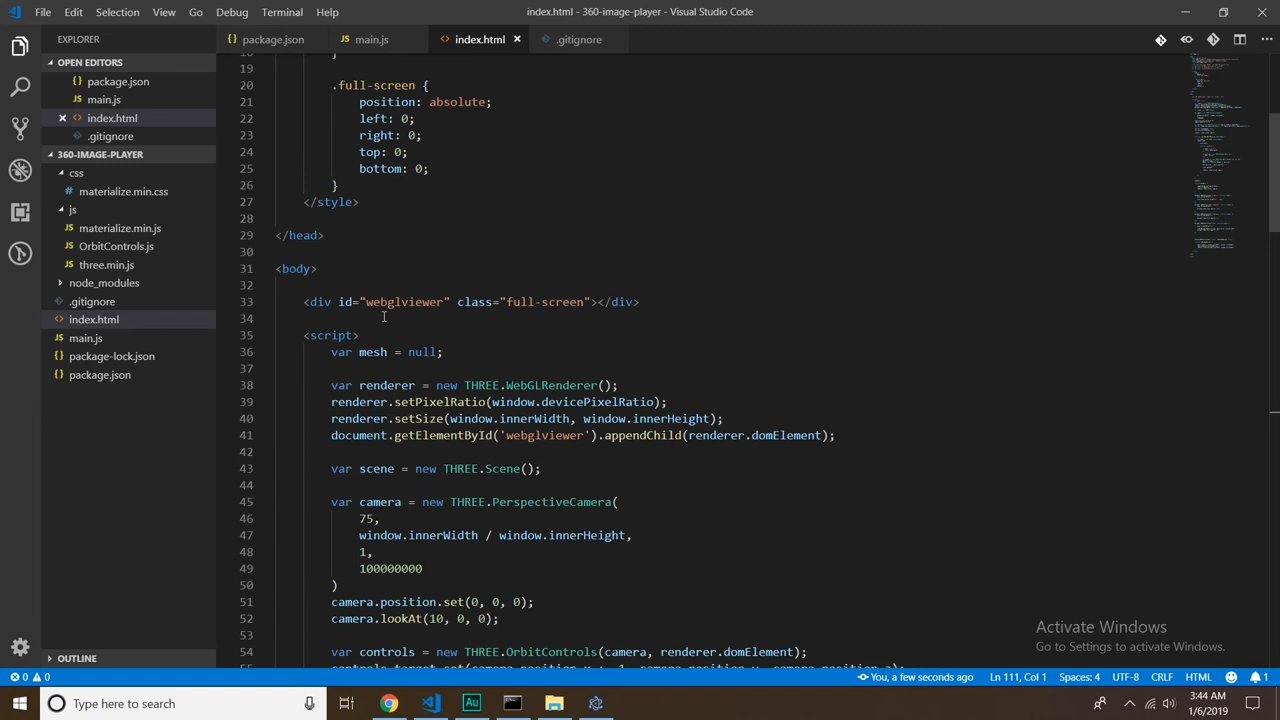 File Edit Selection View Go Debug Terminal Help
index.html - 360-image-player - Visual Studio Code
EXPLORER
OPEN EDITORS
package.json
main.js
index.html
.gitignore
360-IMAGE-PLAYER
css
materialize.min.css
js
materialize.min.js
OrbitControls.js
three.min.js
node_modules
.gitignore
index.html
main.js
package-lock.json
package.json
OUTLINE
package.json main.js index.html .gitignore
19
20 .full-screen {
21 position: absolute;
22 left: 0;
23 right: 0;
24 top: 0;
25 bottom: 0;
26 }
27 </style>
28
29 </head>
30
31 <body>
32
33 <div id="webglviewer" class="full-screen"></div>
34
35 <script>
36 var mesh = null;
37
38 var renderer = new THREE.WebGLRenderer();
39 renderer.setPixelRatio(window.devicePixelRatio);
40 renderer.setSize(window.innerWidth, window.innerHeight);
41 document.getElementById('webglviewer').appendChild(renderer.domElement);
42
43 var scene = new THREE.Scene();
44
45 var camera = new THREE.PerspectiveCamera(
46 75,
47 window.innerWidth / window.innerHeight,
48 1,
49 100000000
50 )
51 camera.position.set(0, 0, 0);
52 camera.lookAt(10, 0, 0);
53
54 var controls = new THREE.OrbitControls(camera, renderer.domElement);
Activate Windows
Go to Settings to activate Windows.
0 0
You, a few seconds ago Ln 111, Col 1 Spaces: 4 UTF-8 CRLF HTML 1
Type here to search
Au
3:44 AM
1/6/2019